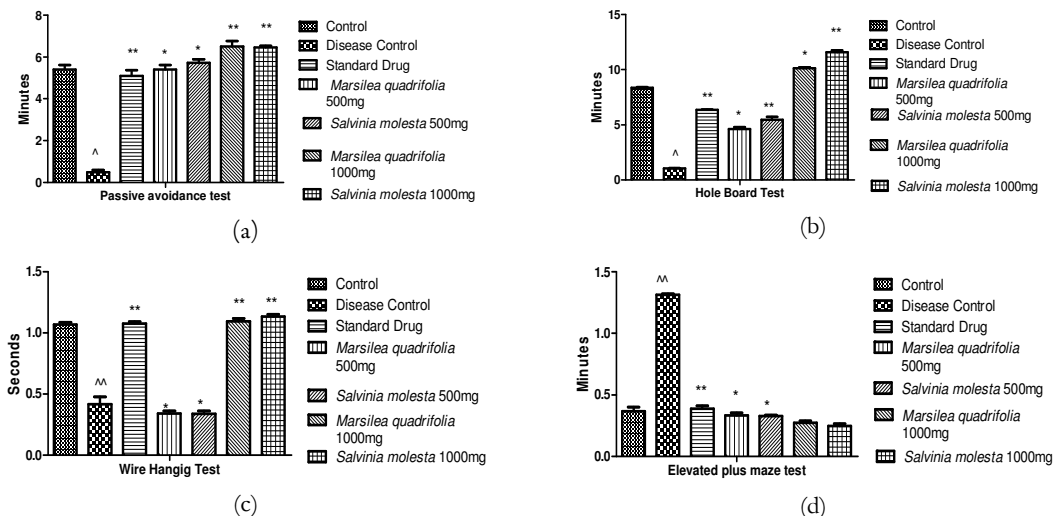 8
6
4
2
0
Minutes
^
**
*
*
**
**
Passive avoidance test
Control
Disease Control
Standard Drug
Marsilea quadrifolia
500mg
Salvinia molesta 500mg
Marsilea quadrifolia
1000mg
Salvinia molesta 1000mg
(a)
15
10
5
0
Minutes
^
**
*
**
*
**
Hole Board Test
Control
Disease Control
Standard Drug
Marsilea quadrifolia
500mg
Salvinia molesta 500mg
Marsilea quadrifolia
1000mg
Salvinia molesta 1000mg
(b)
1.5
1.0
0.5
0.0
Seconds
^^
**
*
*
**
**
Wire Hangig Test
Control
Disease Control
Standard Drug
Marsilea quadrifolia
500mg
Salvinia molesta 500mg
Marsilea quadrifolia
1000mg
Salvinia molesta 1000mg
(c)
1.5
1.0
0.5
0.0
Minutes
^^
**
*
*
Elevated plus maze test
Control
Disease Control
Standard Drug
Marsilea quadrifolia
500mg
Salvinia molesta 500mg
Marsilea quadrifolia
1000mg
Salvinia molesta 1000mg
(d)